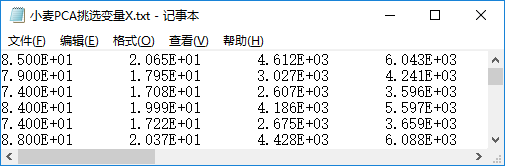 小麦PCA挑选变量X.txt - 记事本
文件(F) 编辑(E) 格式(O) 查看(V) 帮助(H)
8.500E+01 2.065E+01 4.612E+03 6.043E+03
7.900E+01 1.795E+01 3.027E+03 4.241E+03
7.400E+01 1.708E+01 2.607E+03 3.596E+03
8.400E+01 1.999E+01 4.186E+03 5.597E+03
7.400E+01 1.722E+01 2.675E+03 3.659E+03
8.800E+01 2.037E+01 4.428E+03 6.088E+03